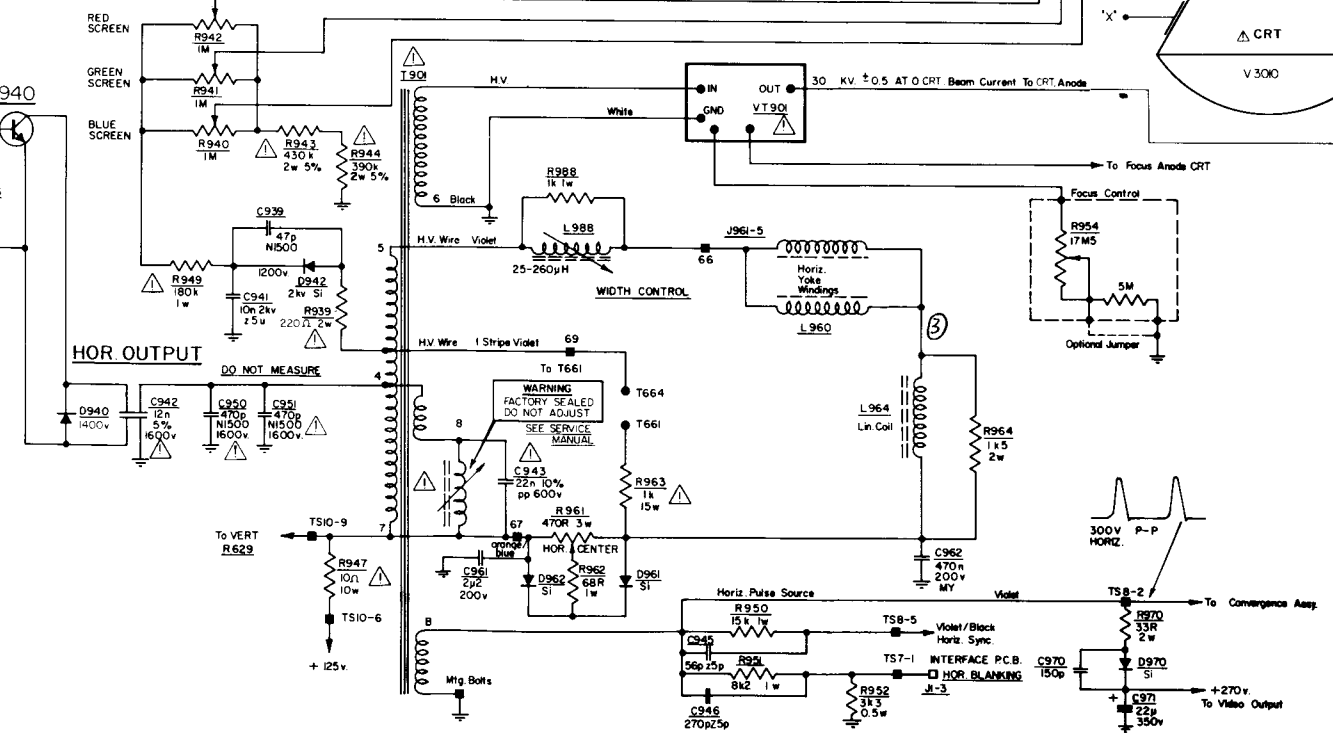 RED
SCREEN
R942
1M
GREEN
SCREEN
R941
1M
BLUE
SCREEN
R940
1M
940
R943
430k
2w 5%
R944
390k
2w 5%
T901
H.V.
White
6 Black
IN
GND
OUT
VT901
30 KV. ±0.5 AT 0 CRT. Beam Current To CRT, Anode
"X"
CRT
V3010
To Focus Anode CRT
Focus Control
R954
17M5
5M
Optional Jumper
R988
1k 1w
L988
25-260µH
WIDTH CONTROL
5
H.V. Wire Violet
66
J961-5
Horiz.
Yoke
Windings
L960
3
C939
47p
N1500
1200v.
D942
2kv Si
R949
180k
1w
C941
10n 2kv
z5u
R939
220Ω 2w
HOR. OUTPUT
DO NOT MEASURE
4
H.V Wire 1 Stripe Violet
69
To T661
WARNING
FACTORY SEALED
DO NOT ADJUST
SEE SERVICE
MANUAL
T664
T661
D940
1400v
C942
12n
5%
1600v
C950
470p
N1500
1600v.
C951
470p
N1500
1600v.
8
C943
22n 10%
pp 600v
R963
1k
15w
L964
Lin. Coil
R964
1k5
2w
To VERT
R629
TS10-9
7
67
orange/
blue
R961
470R 3w
HOR. CENTER
R947
10Ω
10w
TS10-6
+ 125v.
C961
2µ2
200v
D962
Si
R962
68R
1w
D961
Si
C962
470n
200v
MY
300V P-P
HORIZ.
B
Mtg. Bolts
Horiz. Pulse Source
Violet
TS8-2
To Convergence Assy.
R950
15k 1w
TS8-5
Violet/Black
Horiz. Sync.
C945
56p z5p
R951
8k2 1w
TS7-1
INTERFACE P.C.B.
HOR. BLANKING
J1-3
C946
270pZ5p
R952
3k3
0.5w
R970
33R
2w
C970
150p
D970
Si
+270v.
To Video Output
+
C971
22µ
350v